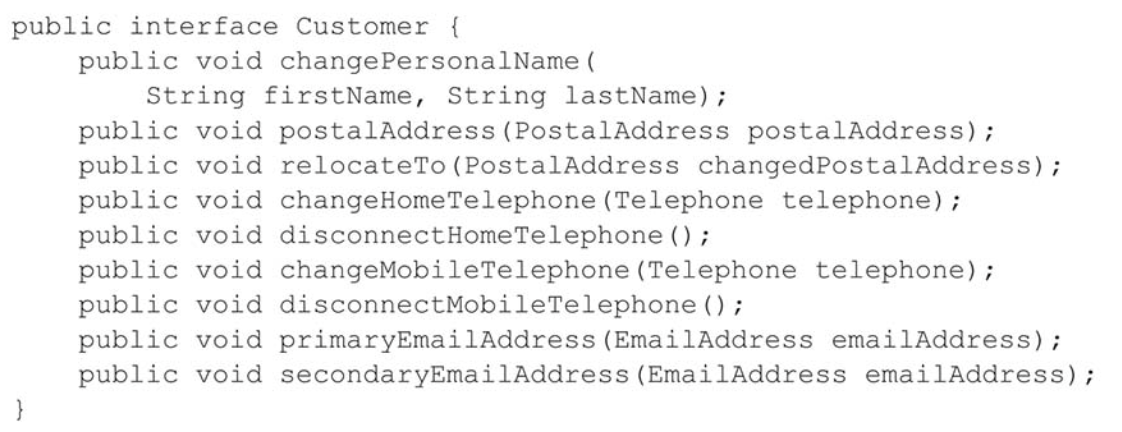 public interface Customer {
    public void changePersonalName(
        String firstName, String lastName);
    public void postalAddress(PostalAddress postalAddress);
    public void relocateTo(PostalAddress changedPostalAddress);
    public void changeHomeTelephone(Telephone telephone);
    public void disconnectHomeTelephone();
    public void changeMobileTelephone(Telephone telephone);
    public void disconnectMobileTelephone();
    public void primaryEmailAddress(EmailAddress emailAddress);
    public void secondaryEmailAddress(EmailAddress emailAddress);
}